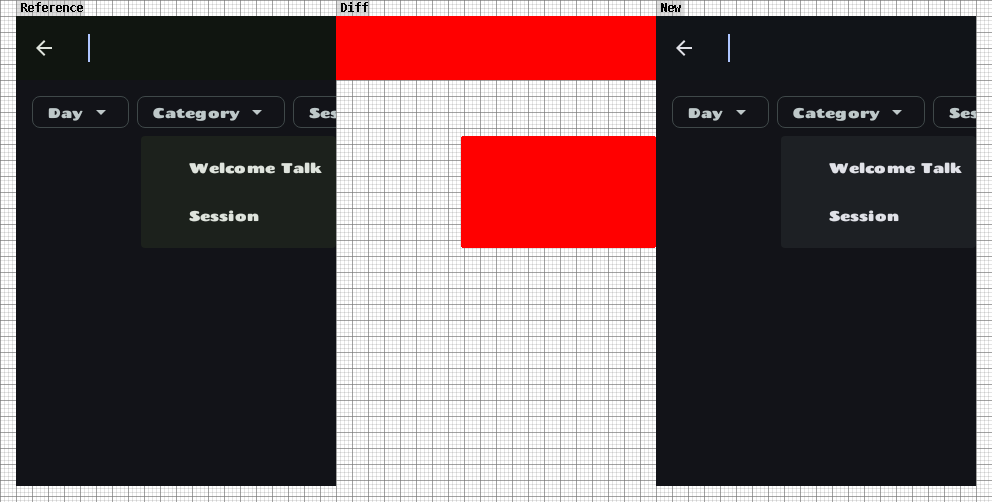 Reference Diff New
Day Category Ses Day Category Ses
Welcome Talk Welcome Talk
Session Session